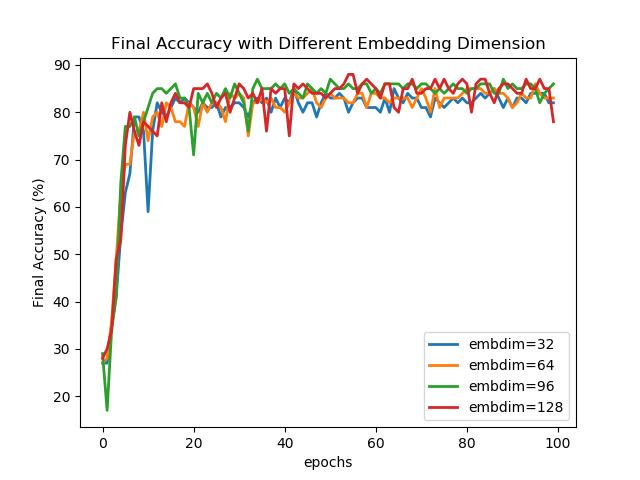 Final Accuracy with Different Embedding Dimension
90
80
70
60
50
40
30
20
Final Accuracy (%)
embdim=32
embdim=64
embdim=96
embdim=128
0 20 40 60 80 100
epochs